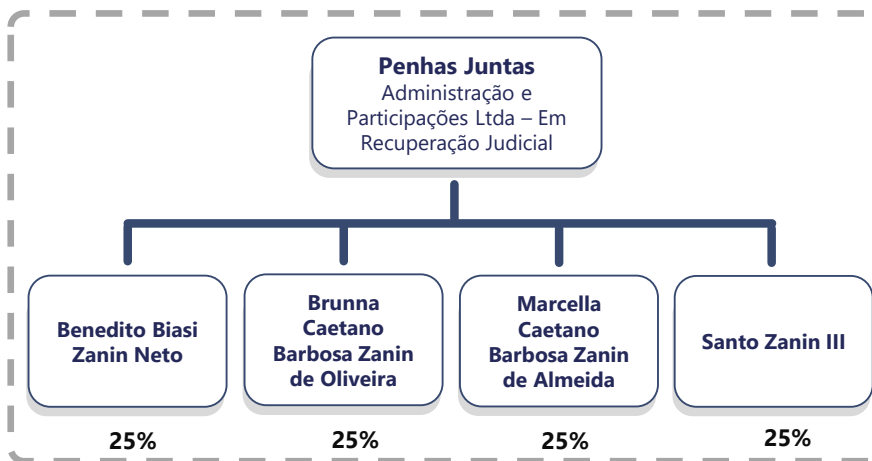 Penhas Juntas
Administração e
Participações Ltda – Em
Recuperação Judicial
Benedito Biasi
Zanin Neto
Brunna
Caetano
Barbosa Zanin
de Oliveira
Marcella
Caetano
Barbosa Zanin
de Almeida
Santo Zanin III
25%
25%
25%
25%